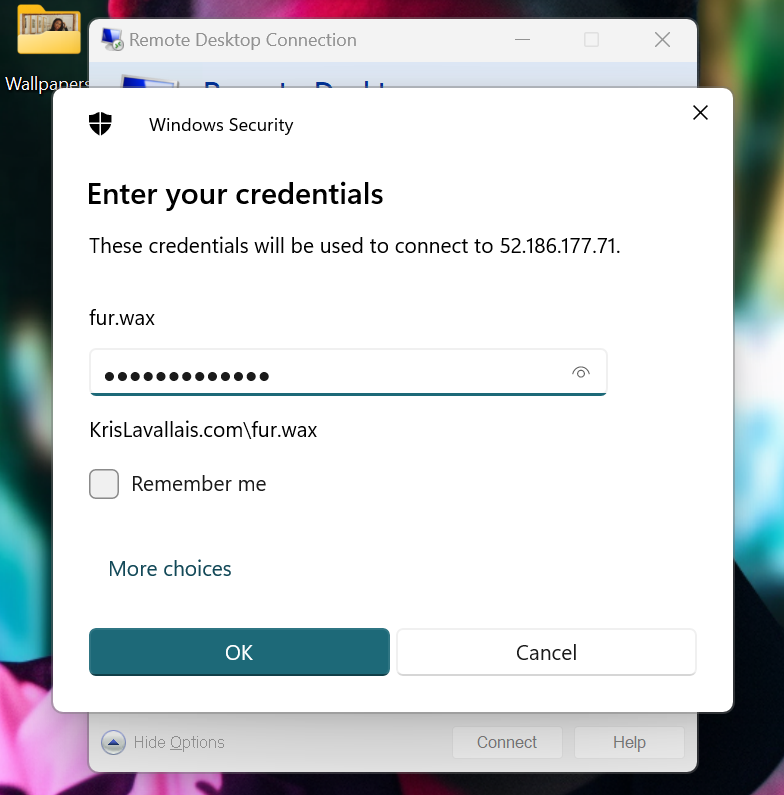 Remote Desktop Connection
Wallpapers
Windows Security
Enter your credentials
These credentials will be used to connect to 52.186.177.71.
fur.wax
●●●●●●●●●●●●●
KrisLavallais.com\fur.wax
Remember me
More choices
OK
Cancel
Hide Options
Connect
Help